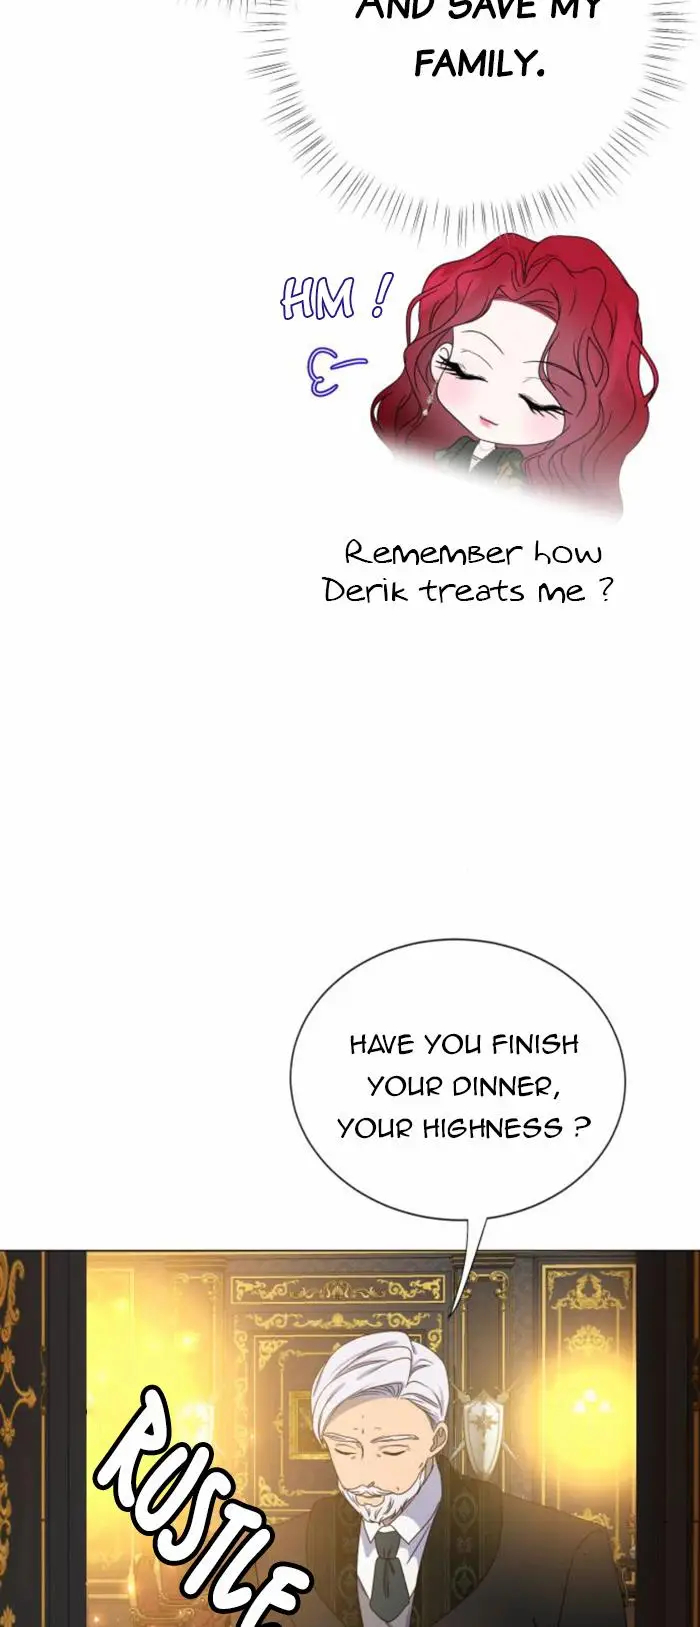 AND SAVE MY
FAMILY.
HM !
Remember how
Derik treats me ?
HAVE YOU FINISH
YOUR DINNER,
YOUR HIGHNESS ?
RUSTLE